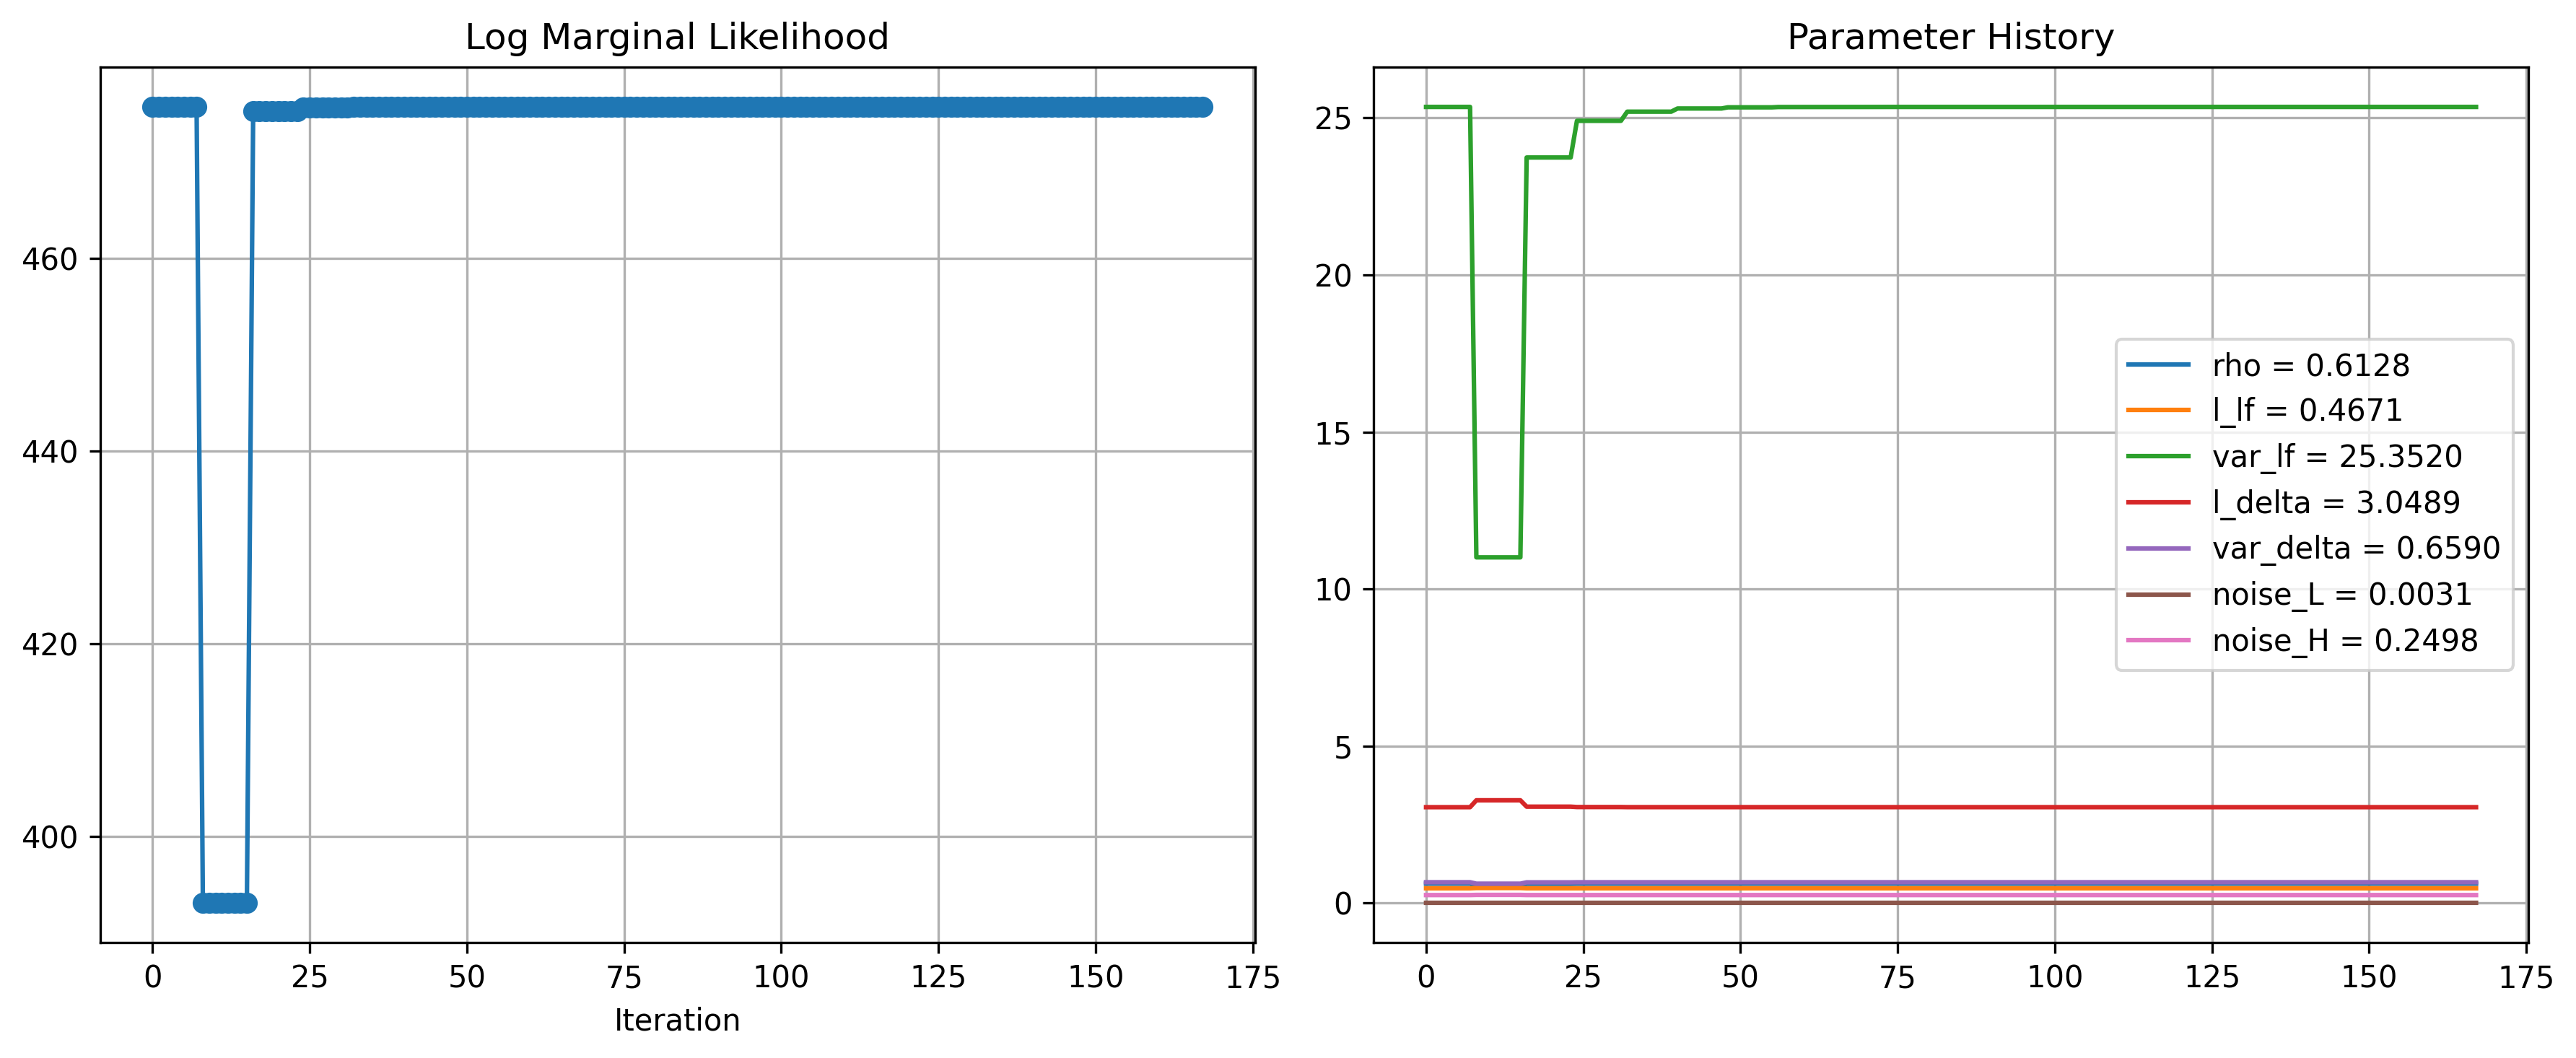 Log Marginal Likelihood
460
440
420
400
0 25 50 75 100 125 150 175
Iteration
Parameter History
25
20
15
10
5
0
0 25 50 75 100 125 150 175
rho = 0.6128
l_lf = 0.4671
var_lf = 25.3520
l_delta = 3.0489
var_delta = 0.6590
noise_L = 0.0031
noise_H = 0.2498